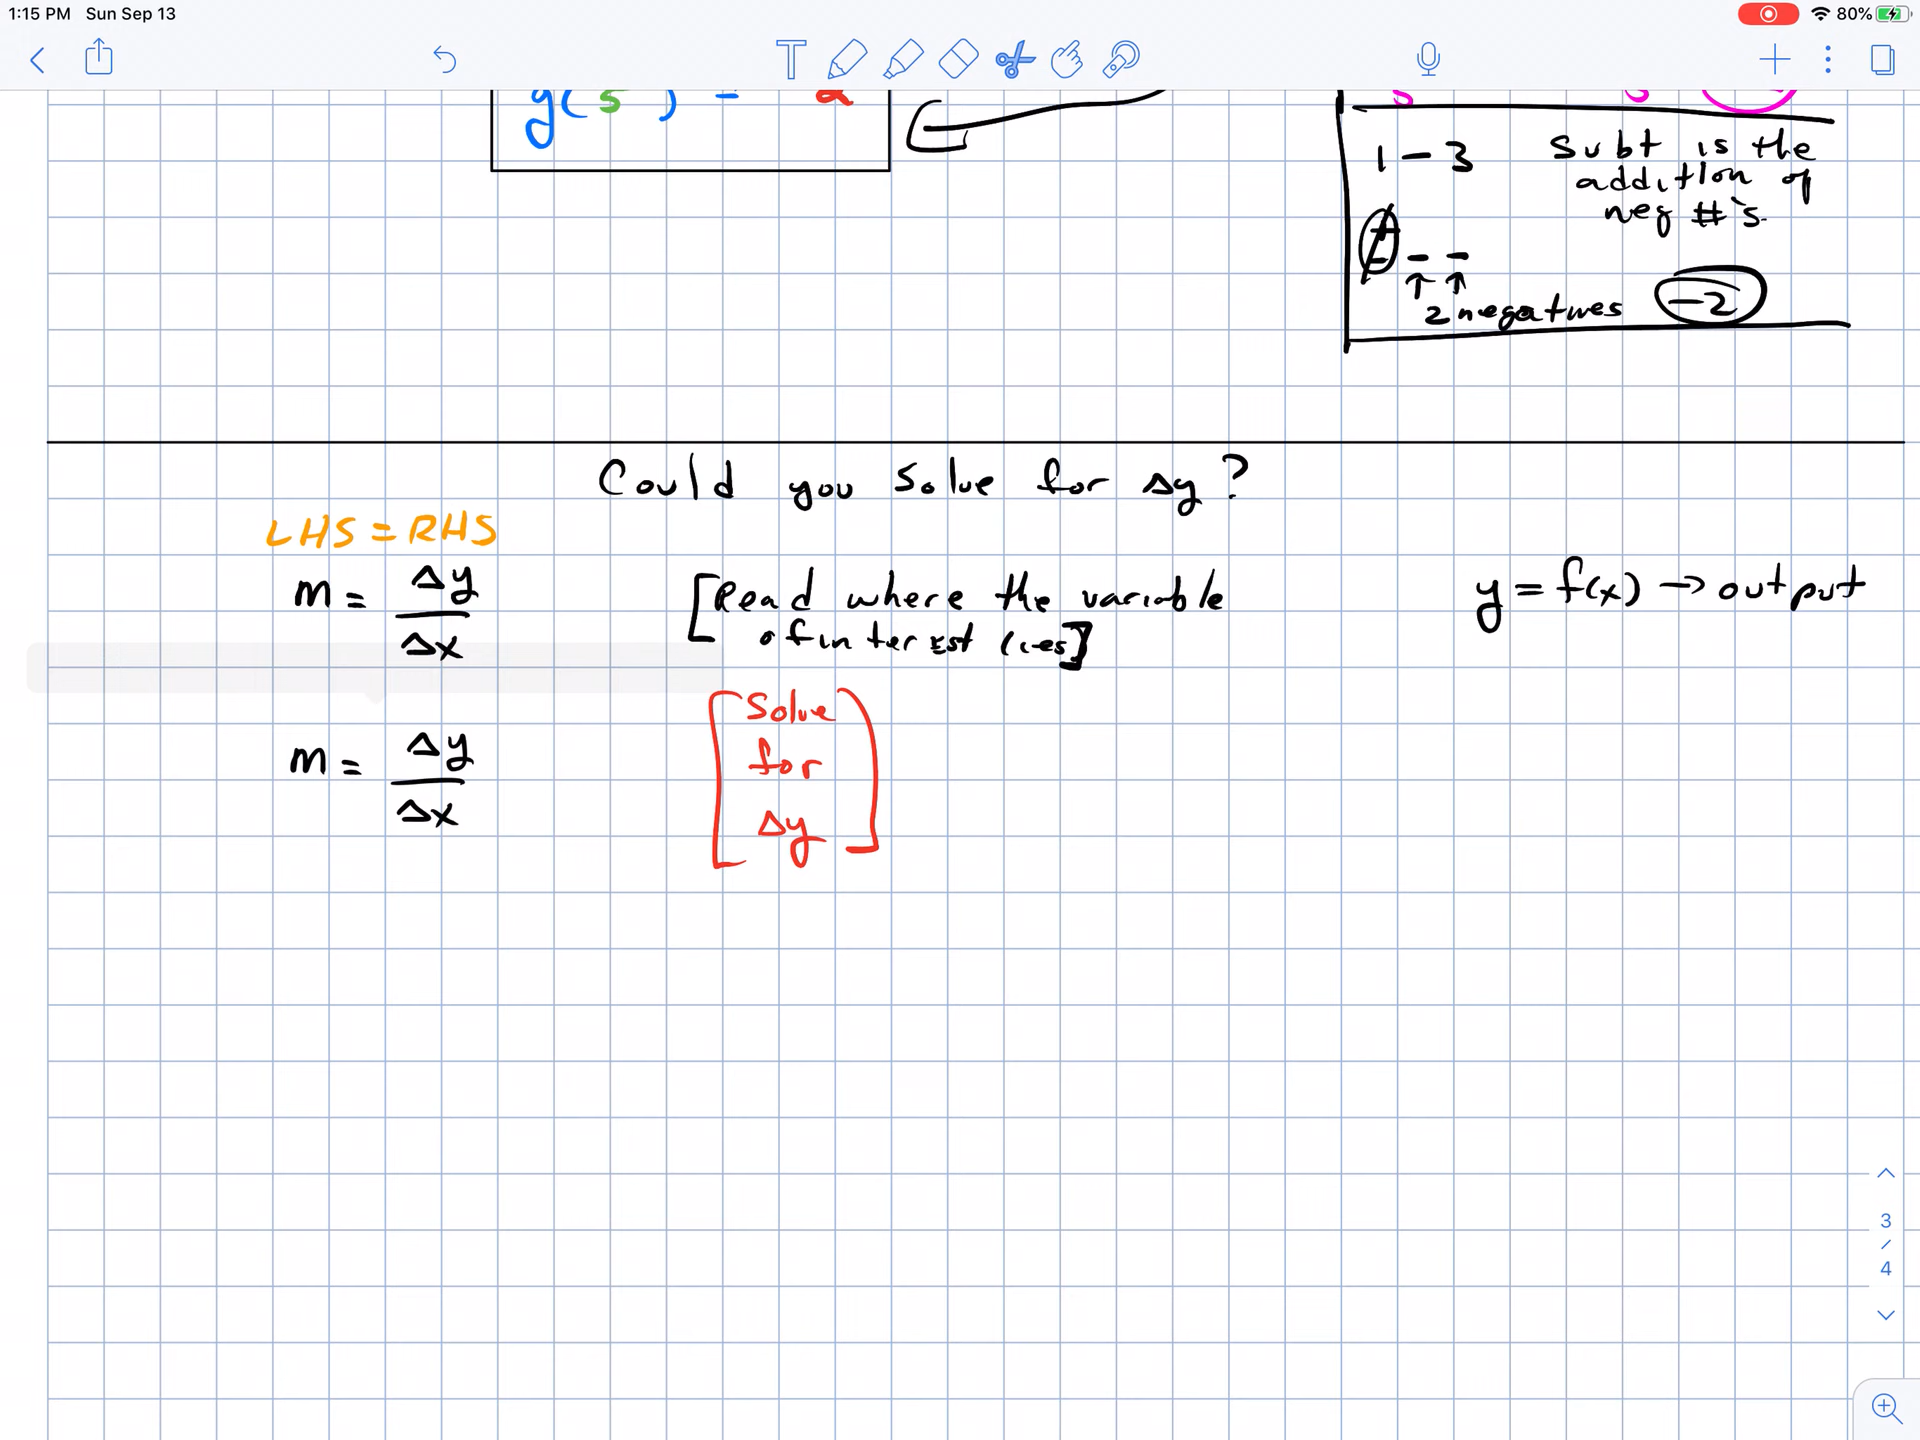 1:15 PM Sun Sep 13
80%
T
y(5) = 2
1 - 3
Subt is the
addition of
neg #'s.
+
- - -
↑ ↑
2 negatives
-2
Could you Solve for Δy?
LHS = RHS
m = Δy
Δx
[Read where the variable
of interest lies]
y = f(x) → output
m = Δy
Δx
[Solve
for
Δy]
3
/
4